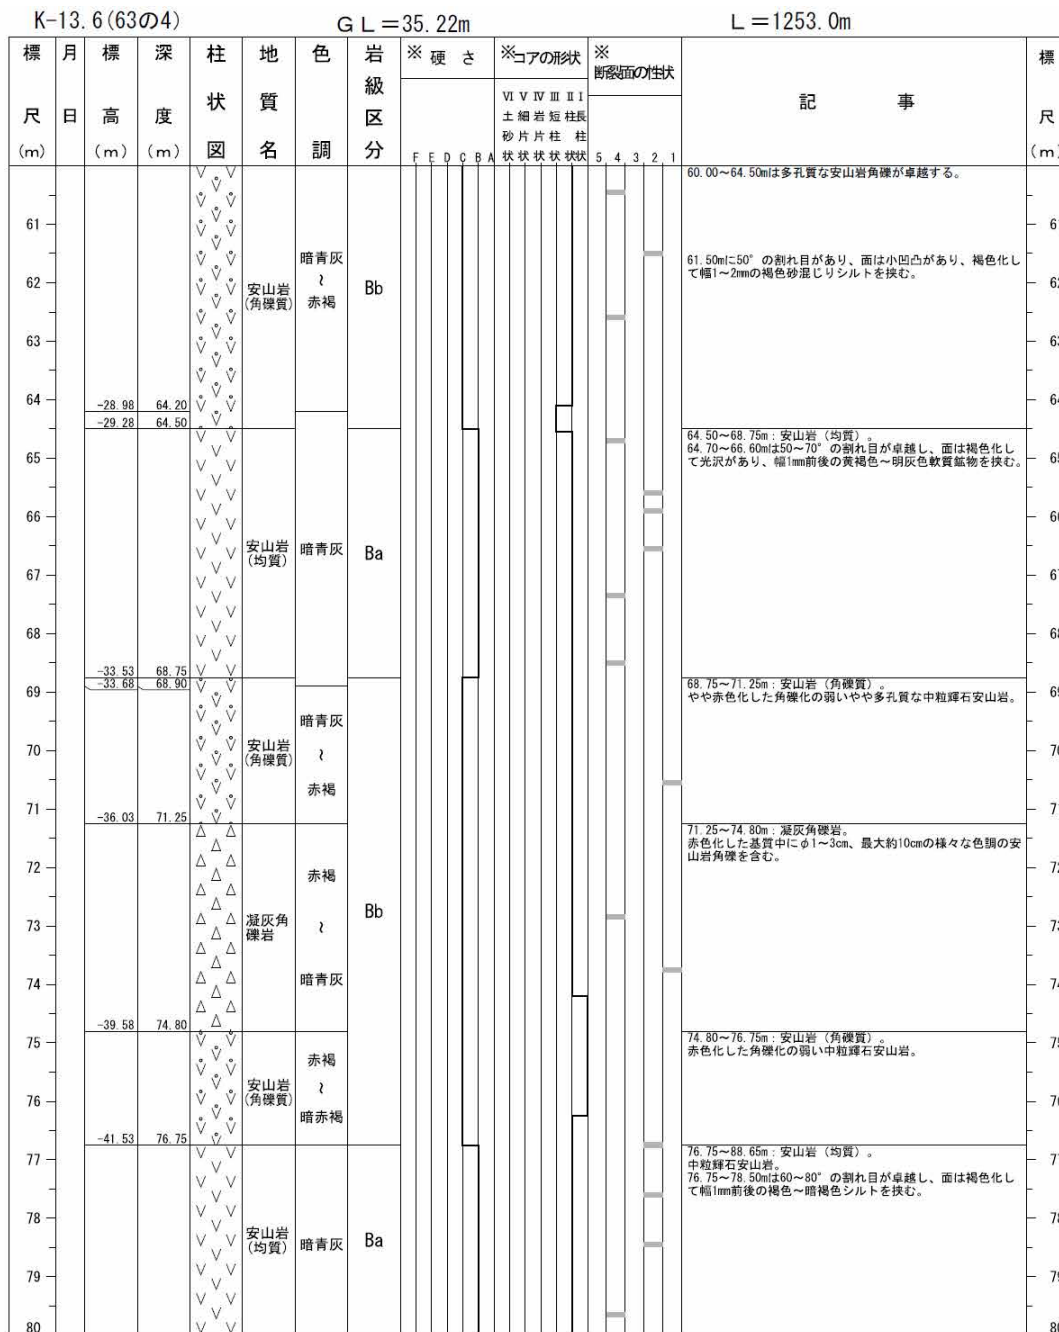 K-13.6(63の4) GL=35.22m L=1253.0m
標尺(m) 月日 標高(m) 深度(m) 柱状図 地質名 色調 岩級区分 ※硬さ ※コアの形状 ※断裂面の性状 記事 標尺(m)
F E D C B A
Ⅵ土砂状 Ⅴ細片状 Ⅳ岩片状 Ⅲ短柱状 Ⅱ柱状 Ⅰ長柱状
5 4 3 2 1
60.00～64.50mは多孔質な安山岩角礫が卓越する。
61
暗青灰
～
赤褐
61.50mに50°の割れ目があり、面は小凹凸があり、褐色化し
て幅1～2mmの褐色砂混じりシルトを挟む。
62
安山岩
(角礫質)
Bb
63
64
-28.98 64.20
-29.28 64.50
64.50～68.75m：安山岩（均質）。
64.70～66.60mは50～70°の割れ目が卓越し、面は褐色化し
て光沢があり、幅1mm前後の黄褐色～明灰色軟質鉱物を挟む。
65
66
安山岩
(均質)
暗青灰
Ba
67
68
-33.53 68.75
-33.68 68.90
68.75～71.25m：安山岩（角礫質）。
やや赤色化した角礫化の弱いやや多孔質な中粒輝石安山岩。
69
暗青灰
～
赤褐
70
安山岩
(角礫質)
71
-36.03 71.25
71.25～74.80m：凝灰角礫岩。
赤色化した基質中にφ1～3cm、最大約10cmの様々な色調の安
山岩角礫を含む。
72
赤褐
～
暗青灰
73
凝灰角
礫岩
Bb
74
-39.58 74.80
74.80～76.75m：安山岩（角礫質）。
赤色化した角礫化の弱い中粒輝石安山岩。
75
赤褐
～
暗赤褐
安山岩
(角礫質)
76
-41.53 76.75
76.75～88.65m：安山岩（均質）。
中粒輝石安山岩。
76.75～78.50mは60～80°の割れ目が卓越し、面は褐色化し
て幅1mm前後の褐色～暗褐色シルトを挟む。
77
78
安山岩
(均質)
暗青灰
Ba
79
80